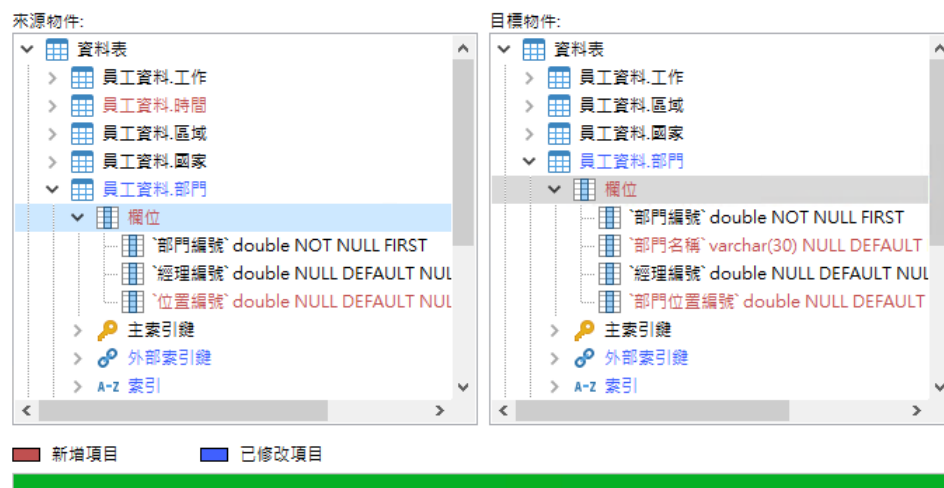 來源物件:
資料表
員工資料.工作
員工資料.時間
員工資料.區域
員工資料.國家
員工資料.部門
欄位
`部門編號` double NOT NULL FIRST
`經理編號` double NULL DEFAULT NUL
`位置編號` double NULL DEFAULT NUL
主索引鍵
外部索引鍵
A-Z 索引
目標物件:
資料表
員工資料.工作
員工資料.區域
員工資料.國家
員工資料.部門
欄位
`部門編號` double NOT NULL FIRST
`部門名稱` varchar(30) NULL DEFAULT
`經理編號` double NULL DEFAULT NUL
`部門位置編號` double NULL DEFAULT
主索引鍵
外部索引鍵
A-Z 索引
新增項目
已修改項目